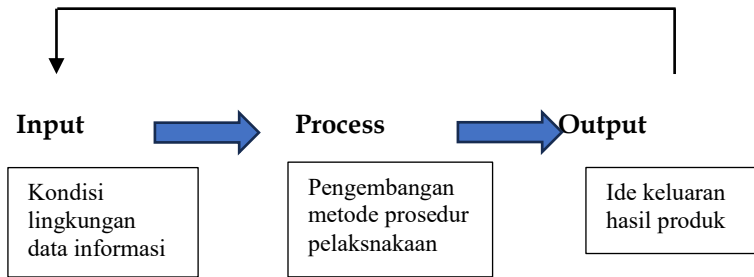 Input
Process
Output
Kondisi
lingkungan
data informasi
Pengembangan
metode prosedur
pelaksnakaan
Ide keluaran
hasil produk